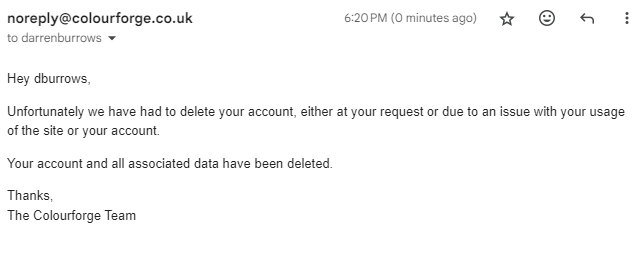 noreply@colourforge.co.uk 6:20 PM (0 minutes ago)
to darrenburrows
Hey dburrows,
Unfortunately we have had to delete your account, either at your request or due to an issue with your usage
of the site or your account.
Your account and all associated data have been deleted.
Thanks,
The Colourforge Team